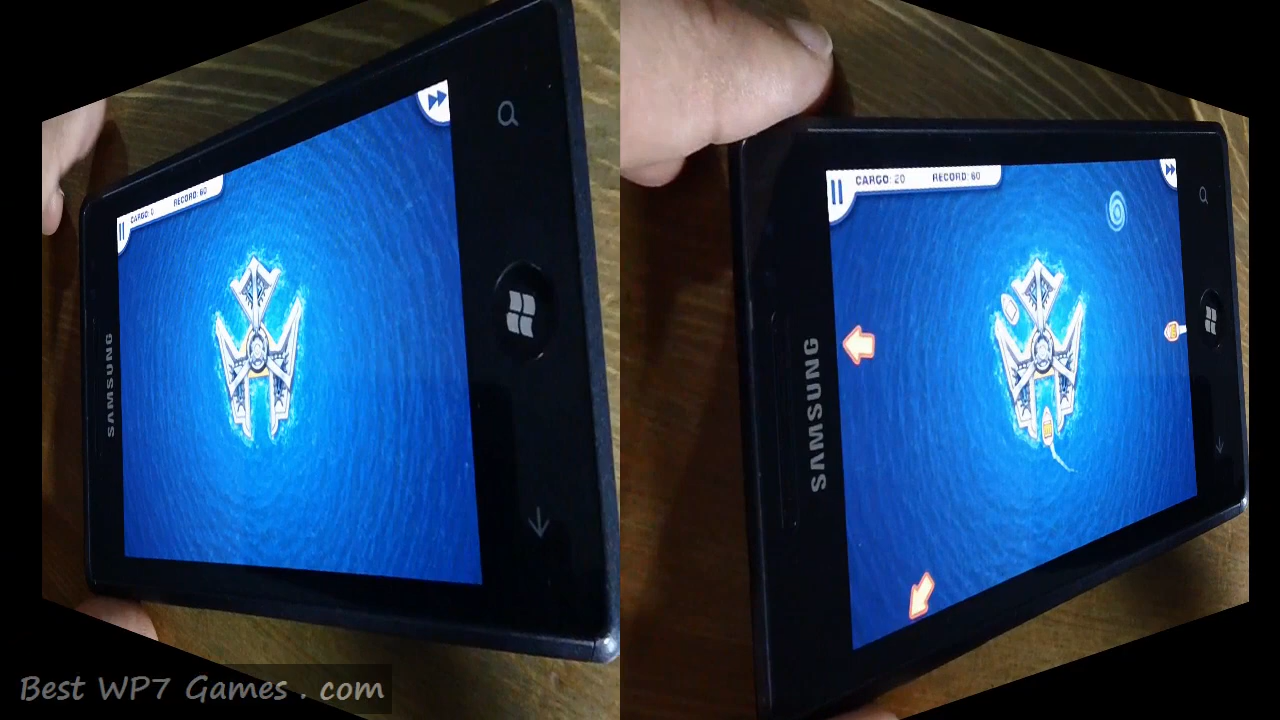 CARGO: 0 RECORD: 60
SAMSUNG
CARGO: 20 RECORD: 60
SAMSUNG
Best WP7 Games . com